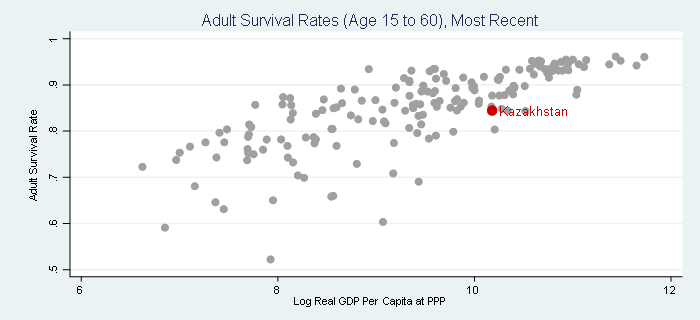 Adult Survival Rates (Age 15 to 60), Most Recent
Adult Survival Rate
1
.9
.8
.7
.6
.5
Kazakhstan
6
8
10
12
Log Real GDP Per Capita at PPP